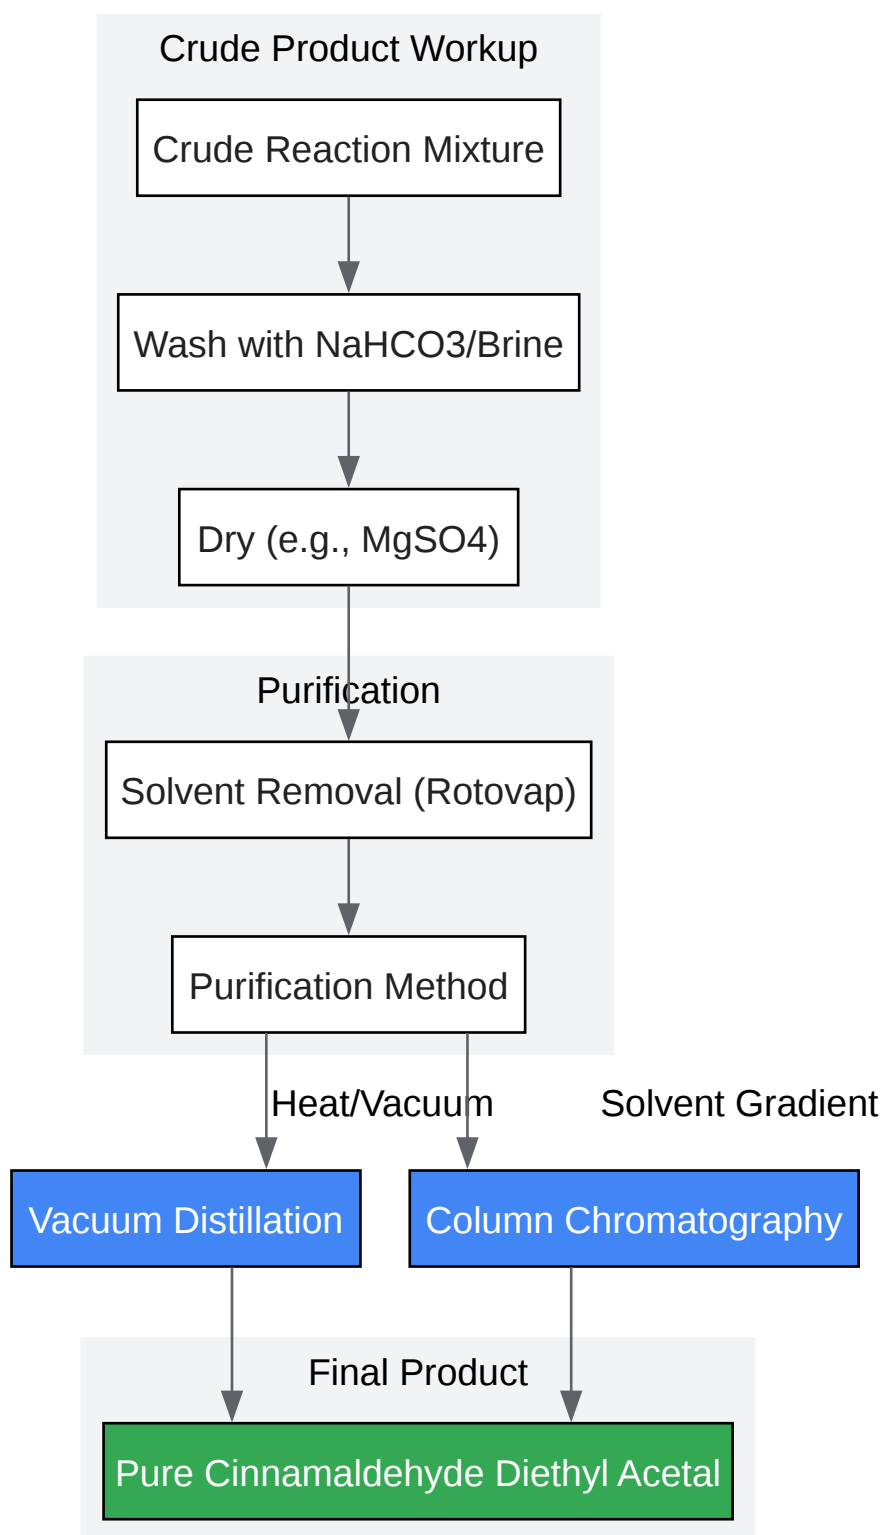 Crude Product Workup
Crude Reaction Mixture
Wash with NaHCO3/Brine
Dry (e.g., MgSO4)
Purification
Solvent Removal (Rotovap)
Purification Method
Heat/Vacuum
Solvent Gradient
Vacuum Distillation
Column Chromatography
Final Product
Pure Cinnamaldehyde Diethyl Acetal